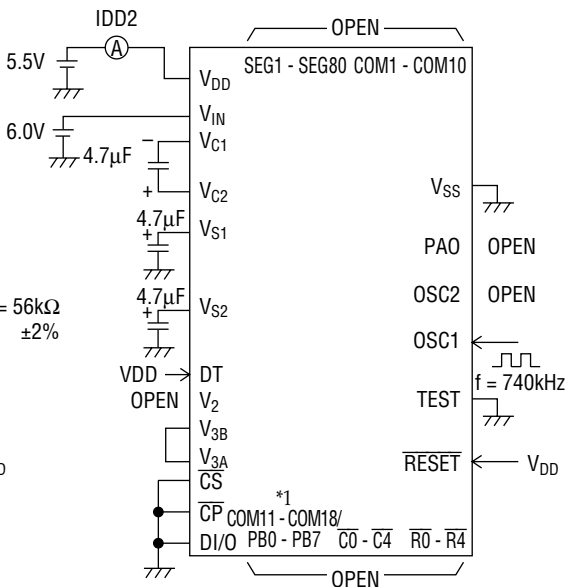 IDD2
OPEN
5.5V
A
VDD
SEG1 - SEG80 COM1 - COM10
6.0V
VIN
4.7μF
–
VC1
+
VC2
VSS
4.7μF
+
VS1
PAO OPEN
4.7μF
+
VS2
OSC2 OPEN
= 56kΩ
±2%
OSC1
VDD
DT
f = 740kHz
OPEN
V2
TEST
V3B
V3A
RESET
VDD
D
CS
*1
CP
COM11 - COM18/
DI/O
PB0 - PB7
C0 - C4
R0 - R4
OPEN